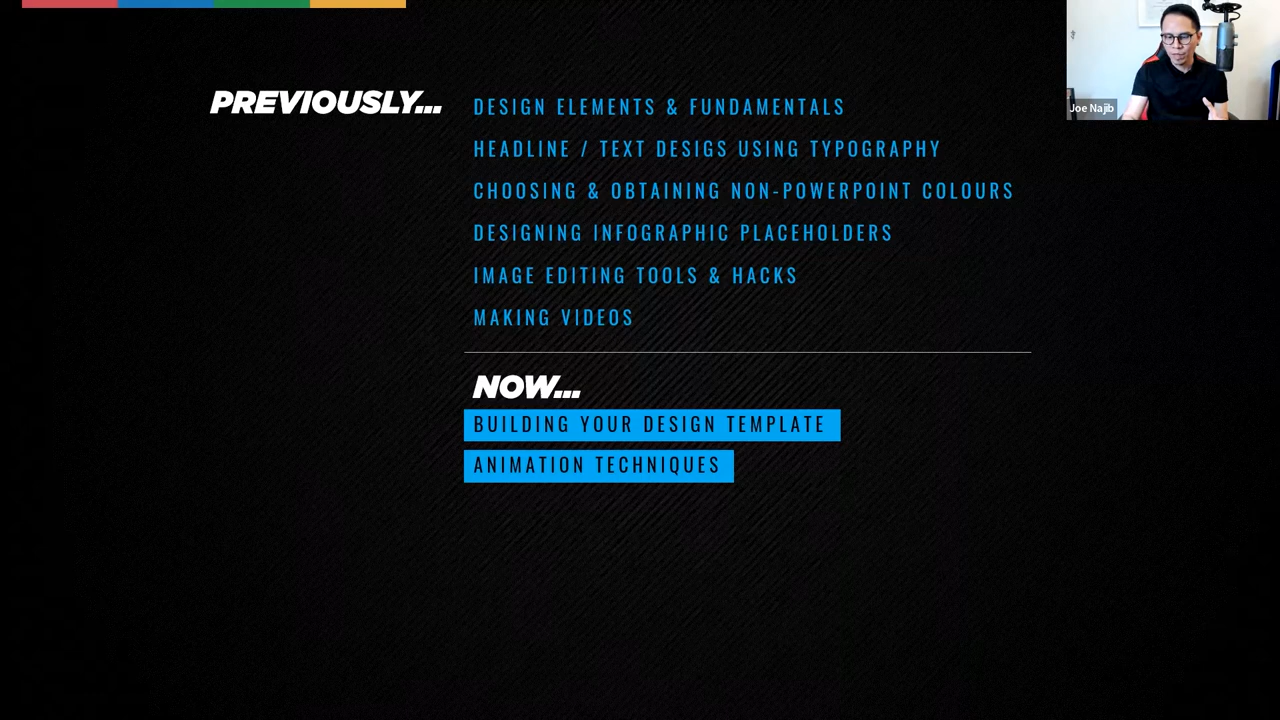 PREVIOUSLY...
DESIGN ELEMENTS & FUNDAMENTALS
HEADLINE / TEXT DESIGS USING TYPOGRAPHY
CHOOSING & OBTAINING NON-POWERPOINT COLOURS
DESIGNING INFOGRAPHIC PLACEHOLDERS
IMAGE EDITING TOOLS & HACKS
MAKING VIDEOS
NOW...
BUILDING YOUR DESIGN TEMPLATE
ANIMATION TECHNIQUES
Joe Najib